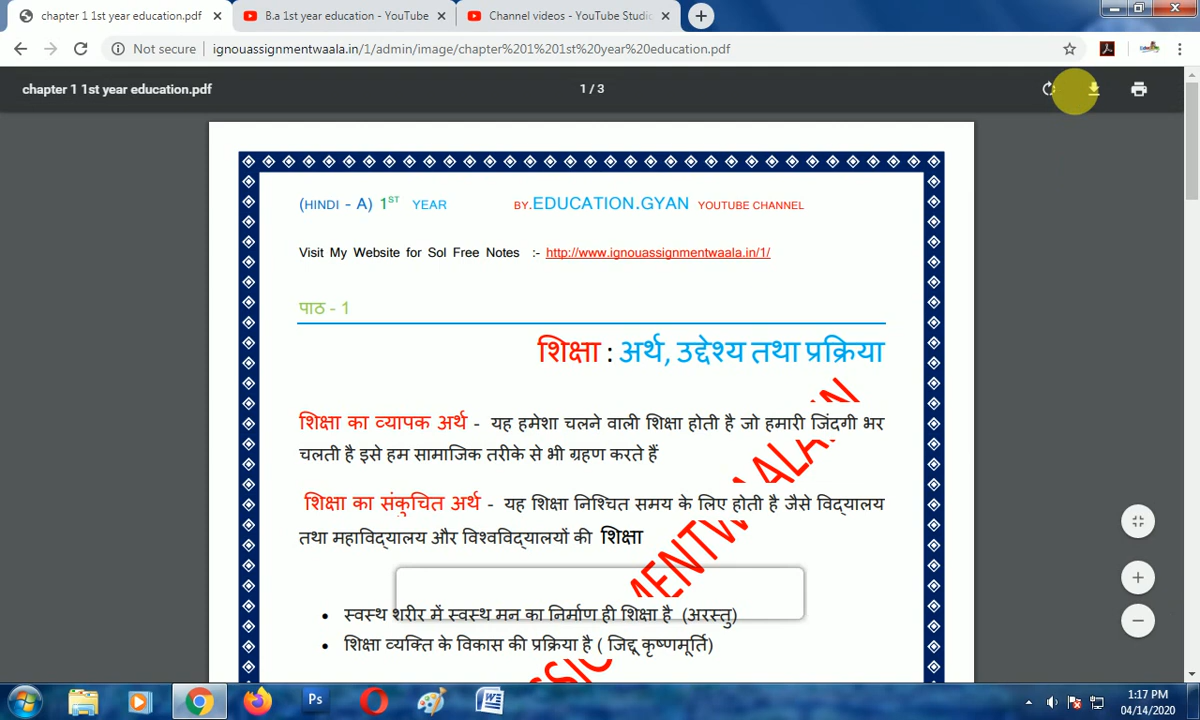 chapter 1 1st year education.pdf
B.a 1st year education - YouTube
Channel videos - YouTube Studio
Not secure
ignouassignmentwaala.in/1/admin/image/chapter%201%201st%20year%20education.pdf
chapter 1 1st year education.pdf
1 / 3
(HINDI - A) 1ST YEAR BY.EDUCATION.GYAN YOUTUBE CHANNEL
Visit My Website for Sol Free Notes :- http://www.ignouassignmentwaala.in/1/
पाठ - 1
शिक्षा : अर्थ, उद्देश्य तथा प्रक्रिया
शिक्षा का व्यापक अर्थ - यह हमेशा चलने वाली शिक्षा होती है जो हमारी जिंदगी भर
चलती है इसे हम सामाजिक तरीके से भी ग्रहण करते हैं
शिक्षा का संकुचित अर्थ - यह शिक्षा निश्चित समय के लिए होती है जैसे विद्यालय
तथा महाविद्यालय और विश्वविद्यालयों की शिक्षा
• स्वस्थ शरीर में स्वस्थ मन का निर्माण ही शिक्षा है (अरस्तु)
• शिक्षा व्यक्ति के विकास की प्रक्रिया है ( जिद्दू कृष्णमूर्ति)
Ps
1:17 PM
04/14/2020